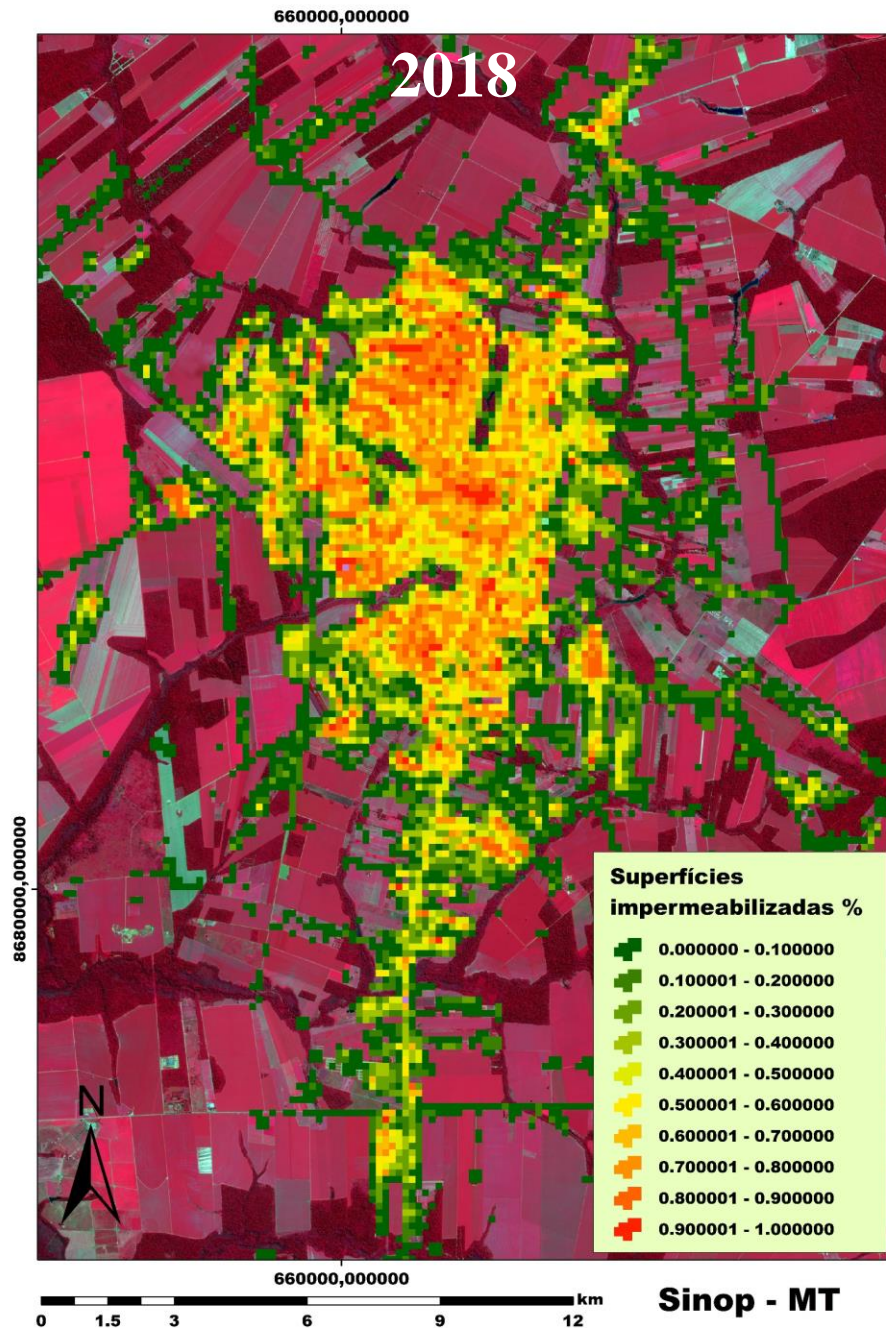 660000,000000
2018
8680000,000000
Superfícies
impermeabilizadas %
0.000000 - 0.100000
0.100001 - 0.200000
0.200001 - 0.300000
0.300001 - 0.400000
0.400001 - 0.500000
0.500001 - 0.600000
0.600001 - 0.700000
0.700001 - 0.800000
0.800001 - 0.900000
0.900001 - 1.000000
N
660000,000000
km
0 1.5 3 6 9 12
Sinop - MT